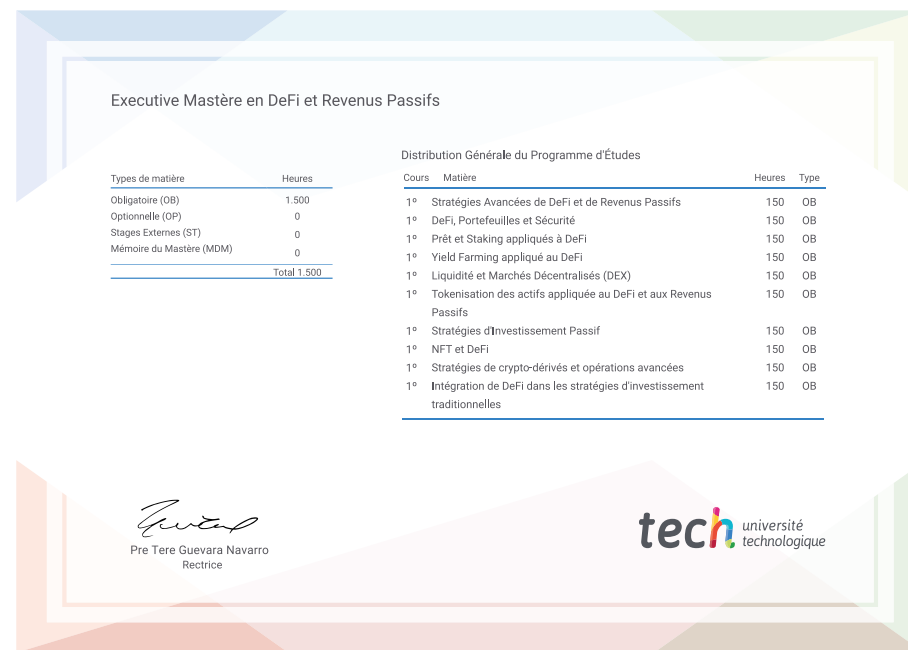 Executive Mastère en DeFi et Revenus Passifs
Types de matière Heures
Obligatoire (OB) 1.500
Optionnelle (OP) 0
Stages Externes (ST) 0
Mémoire du Mastère (MDM) 0
Total 1.500
Distribution Générale du Programme d'Études
Cours Matière Heures Type
1º Stratégies Avancées de DeFi et de Revenus Passifs 150 OB
1º DeFi, Portefeuilles et Sécurité 150 OB
1º Prêt et Staking appliqués à DeFi 150 OB
1º Yield Farming appliqué au DeFi 150 OB
1º Liquidité et Marchés Décentralisés (DEX) 150 OB
1º Tokenisation des actifs appliquée au DeFi et aux Revenus 150 OB
Passifs
1º Stratégies d'Investissement Passif 150 OB
1º NFT et DeFi 150 OB
1º Stratégies de crypto-dérivés et opérations avancées 150 OB
1º Intégration de DeFi dans les stratégies d'investissement 150 OB
traditionnelles
Pre Tere Guevara Navarro
Rectrice
tech université
technologique